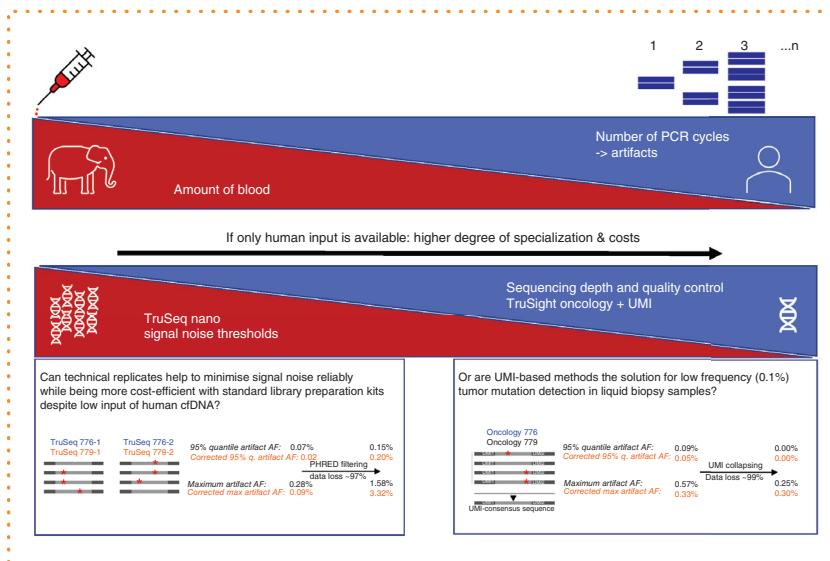 1 2 3 ...n
Number of PCR cycles
-> artifacts
Amount of blood
If only human input is available: higher degree of specialization & costs
Sequencing depth and quality control
TruSight oncology + UMI
TruSeq nano
signal noise thresholds
Can technical replicates help to minimise signal noise reliably
while being more cost-efficient with standard library preparation kits
despite low input of human cfDNA?
TruSeq 776-1 TruSeq 776-2
TruSeq 779-1 TruSeq 779-2
95% quantile artifact AF: 0.07% 0.15%
Corrected 95% q. artifact AF: 0.02 0.20%
PHRED filtering
data loss ~97%
Maximum artifact AF: 0.28% 1.58%
Corrected max artifact AF: 0.09% 3.32%
Or are UMI-based methods the solution for low frequency (0.1%)
tumor mutation detection in liquid biopsy samples?
Oncology 776
Oncology 779
95% quantile artifact AF: 0.09% 0.00%
Corrected 95% q. artifact AF: 0.05% 0.00%
UMI collapsing
Data loss ~99%
Maximum artifact AF: 0.57% 0.25%
Corrected max artifact AF: 0.33% 0.30%
UMI-consensus sequence